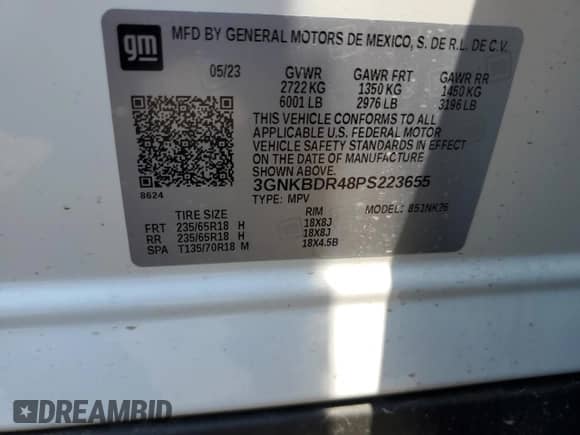 gm
MFD BY GENERAL MOTORS DE MEXICO, S. DE R.L. DE C.V.
05/23 GVWR GAWR FRT GAWR RR
2722 KG 1350 KG 1450 KG
6001 LB 2976 LB 3196 LB
THIS VEHICLE CONFORMS TO ALL
APPLICABLE U.S. FEDERAL MOTOR
VEHICLE SAFETY STANDARDS IN EFFECT
ON THE DATE OF MANUFACTURE
SHOWN ABOVE.
3GNKBDR48PS223655
8624
TYPE: MPV MODEL: 851NK26
TIRE SIZE RIM
FRT 235/65R18 H 18X8J
RR 235/65R18 H 18X8J
SPA T135/70R18 M 18X4.5B
DREAMBID